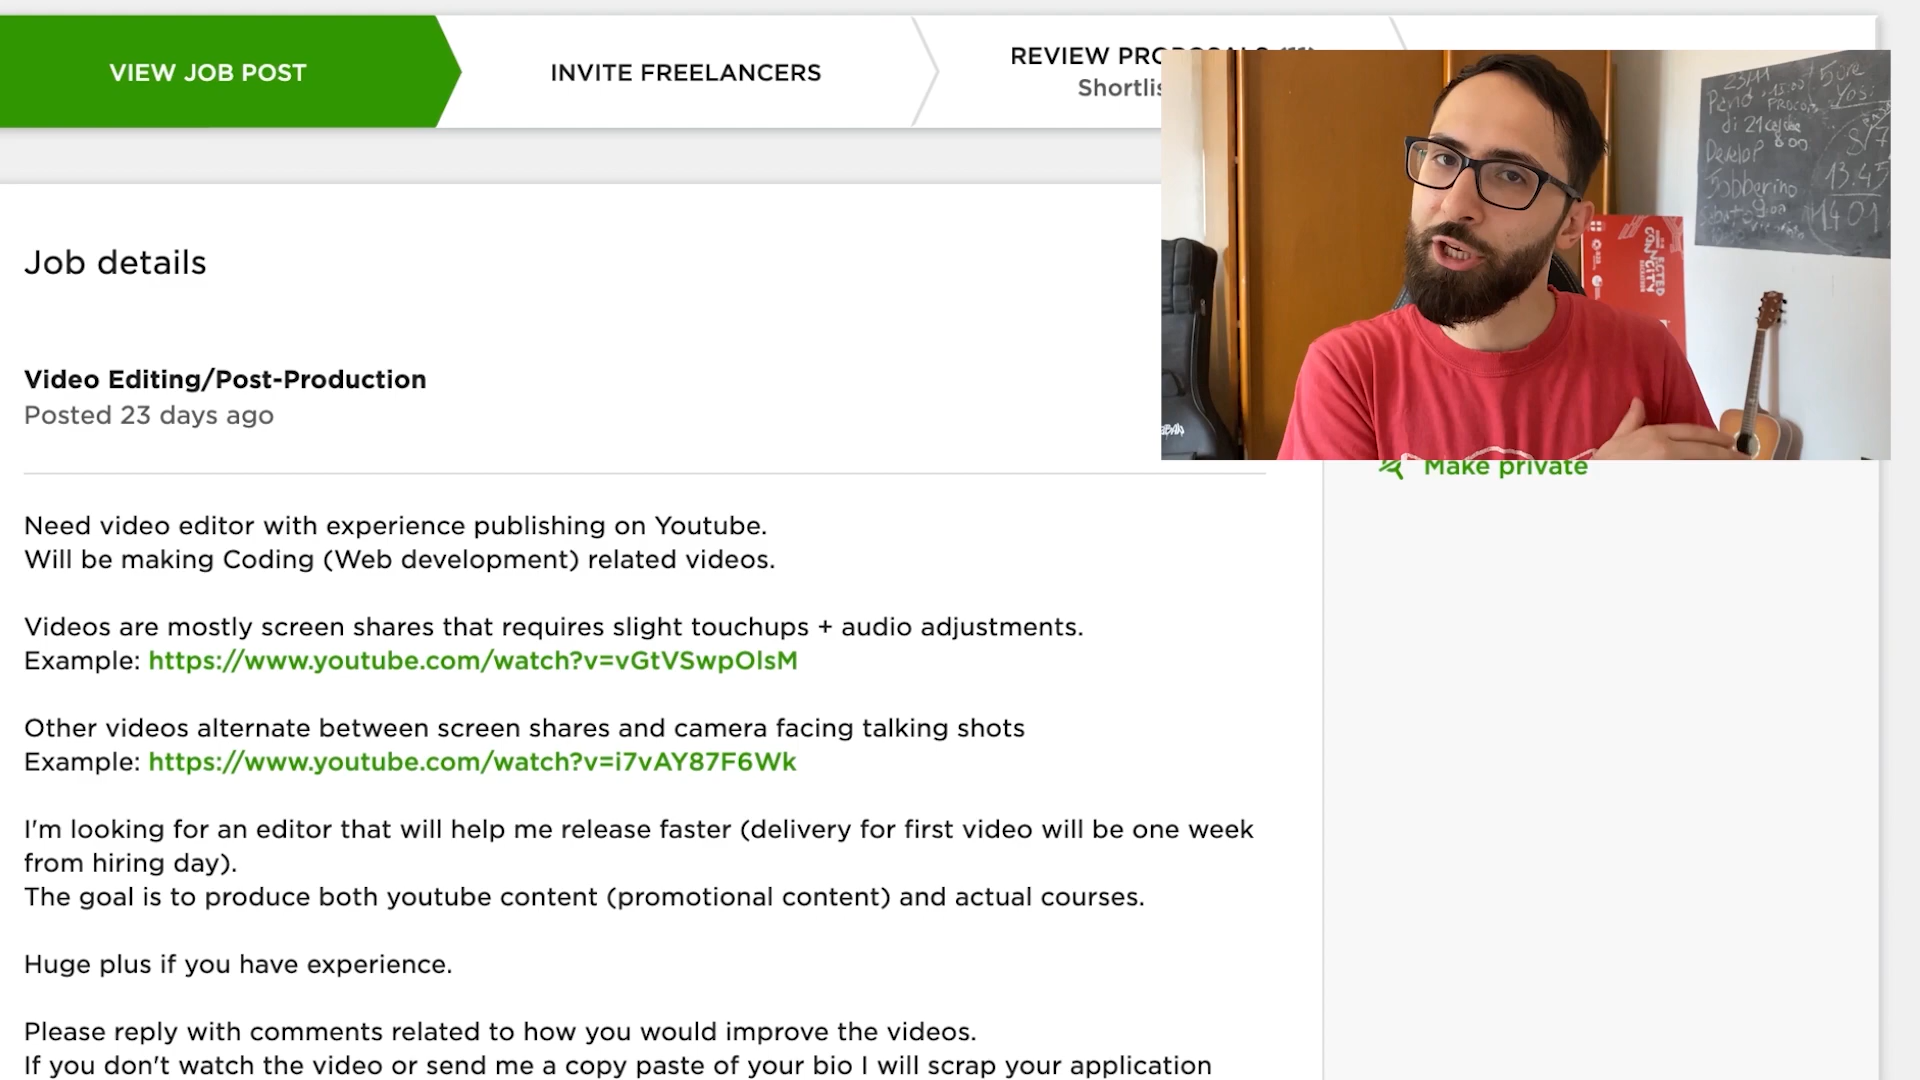 VIEW JOB POST
INVITE FREELANCERS
REVIEW
Job details
Video Editing/Post-Production
Posted 23 days ago
Make private
Need video editor with experience publishing on Youtube.
Will be making Coding (Web development) related videos.
Videos are mostly screen shares that requires slight touchups + audio adjustments.
Example: https://www.youtube.com/watch?v=vGtVSwpOlsM
Other videos alternate between screen shares and camera facing talking shots
Example: https://www.youtube.com/watch?v=i7vAY87F6Wk
I'm looking for an editor that will help me release faster (delivery for first video will be one week
from hiring day).
The goal is to produce both youtube content (promotional content) and actual courses.
Huge plus if you have experience.
Please reply with comments related to how you would improve the videos.
If you don't watch the video or send me a copy paste of your bio I will scrap your application
23/11
Develop
13.45